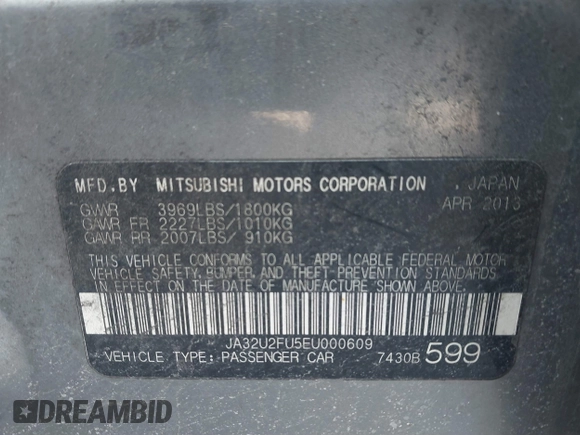 MFD.BY MITSUBISHI MOTORS CORPORATION . JAPAN
GVWR 3969LBS/1800KG APR 2013
GAWR FR 2227LBS/1010KG
GAWR RR 2007LBS/ 910KG
THIS VEHICLE CONFORMS TO ALL APPLICABLE FEDERAL MOTOR
VEHICLE SAFETY, BUMPER, AND THEFT PREVENTION STANDARDS
IN EFFECT ON THE DATE OF MANUFACTURE SHOWN ABOVE.
JA32U2FU5EU000609
VEHICLE TYPE: PASSENGER CAR 7430B 599
DREAMBID